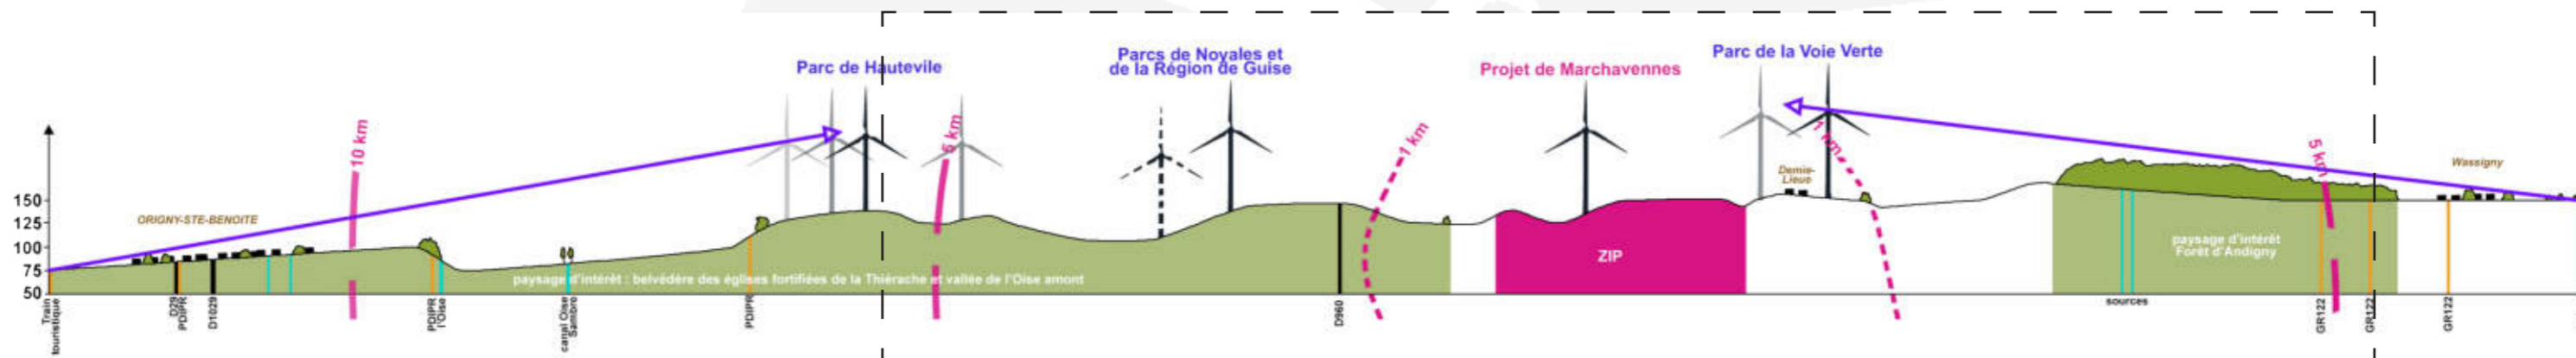 Parc de Hautevile
Parcs de Noyales et
de la Région de Guise
Projet de Marchavennes
Parc de la Voie Verte
10 km
5 km
1 km
1 km
5 km
150
125
100
75
50
ORIGNY-STE-BENOITE
Demie-
Lieue
Wassigny
paysage d'intérêt : belvédère des églises fortifiées de la Thiérache et vallée de l'Oise amont
ZIP
paysage d'intérêt
Forêt d'Andigny
Train
touristique
D29
PDIPR
D1029
PDIPR
l'Oise
canal Oise
Sambre
PDIPR
D960
sources
GR122
GR122
GR122